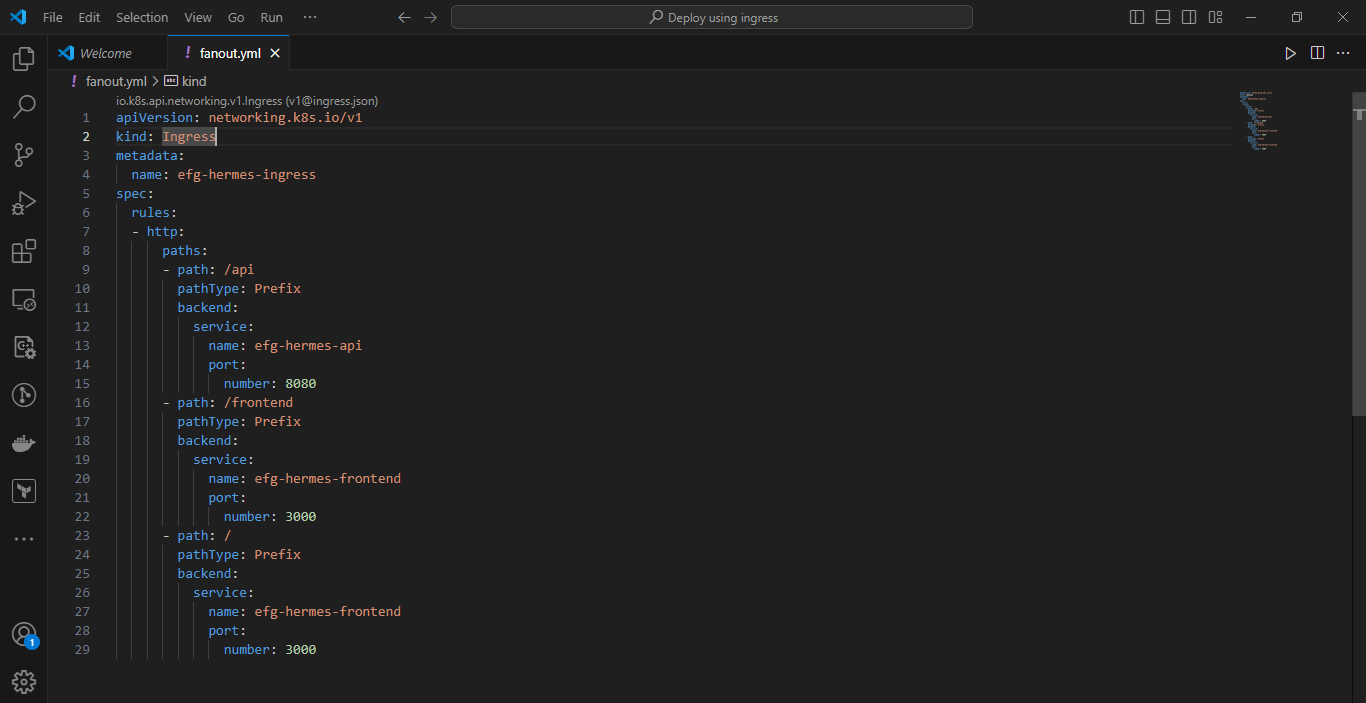 File Edit Selection View Go Run ···
Deploy using ingress
Welcome
! fanout.yml
! fanout.yml > abc kind
io.k8s.api.networking.v1.Ingress (v1@ingress.json)
1 apiVersion: networking.k8s.io/v1
2 kind: Ingress
3 metadata:
4 name: efg-hermes-ingress
5 spec:
6 rules:
7 - http:
8 paths:
9 - path: /api
10 pathType: Prefix
11 backend:
12 service:
13 name: efg-hermes-api
14 port:
15 number: 8080
16 - path: /frontend
17 pathType: Prefix
18 backend:
19 service:
20 name: efg-hermes-frontend
21 port:
22 number: 3000
23 - path: /
24 pathType: Prefix
25 backend:
26 service:
27 name: efg-hermes-frontend
28 port:
29 number: 3000
1